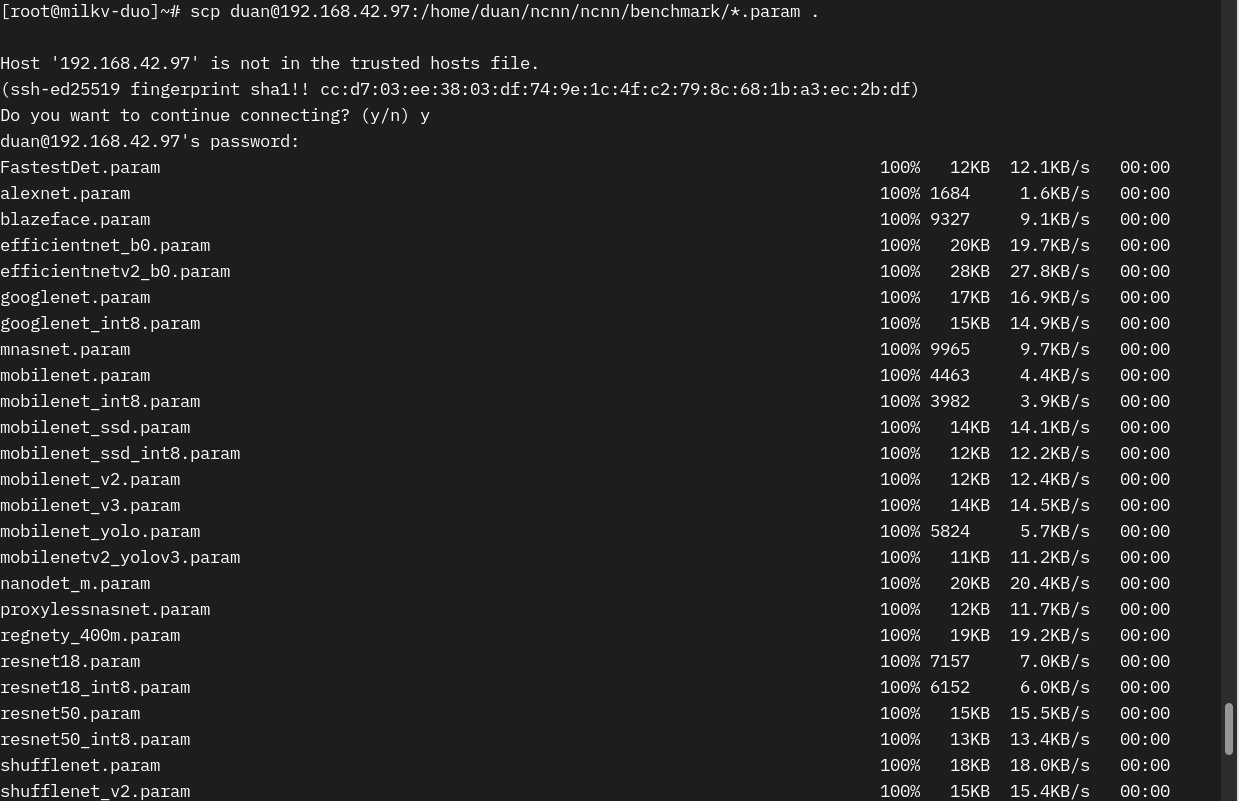 [root@milkv-duo]~# scp duan@192.168.42.97:/home/duan/ncnn/ncnn/benchmark/*.param .
Host '192.168.42.97' is not in the trusted hosts file.
(ssh-ed25519 fingerprint sha1!! cc:d7:03:ee:38:03:df:74:9e:1c:4f:c2:79:8c:68:1b:a3:ec:2b:df)
Do you want to continue connecting? (y/n) y
duan@192.168.42.97's password:
FastestDet.param 100% 12KB 12.1KB/s 00:00
alexnet.param 100% 1684 1.6KB/s 00:00
blazeface.param 100% 9327 9.1KB/s 00:00
efficientnet_b0.param 100% 20KB 19.7KB/s 00:00
efficientnetv2_b0.param 100% 28KB 27.8KB/s 00:00
googlenet.param 100% 17KB 16.9KB/s 00:00
googlenet_int8.param 100% 15KB 14.9KB/s 00:00
mnasnet.param 100% 9965 9.7KB/s 00:00
mobilenet.param 100% 4463 4.4KB/s 00:00
mobilenet_int8.param 100% 3982 3.9KB/s 00:00
mobilenet_ssd.param 100% 14KB 14.1KB/s 00:00
mobilenet_ssd_int8.param 100% 12KB 12.2KB/s 00:00
mobilenet_v2.param 100% 12KB 12.4KB/s 00:00
mobilenet_v3.param 100% 14KB 14.5KB/s 00:00
mobilenet_yolo.param 100% 5824 5.7KB/s 00:00
mobilenetv2_yolov3.param 100% 11KB 11.2KB/s 00:00
nanodet_m.param 100% 20KB 20.4KB/s 00:00
proxylessnasnet.param 100% 12KB 11.7KB/s 00:00
regnety_400m.param 100% 19KB 19.2KB/s 00:00
resnet18.param 100% 7157 7.0KB/s 00:00
resnet18_int8.param 100% 6152 6.0KB/s 00:00
resnet50.param 100% 15KB 15.5KB/s 00:00
resnet50_int8.param 100% 13KB 13.4KB/s 00:00
shufflenet.param 100% 18KB 18.0KB/s 00:00
shufflenet_v2.param 100% 15KB 15.4KB/s 00:00